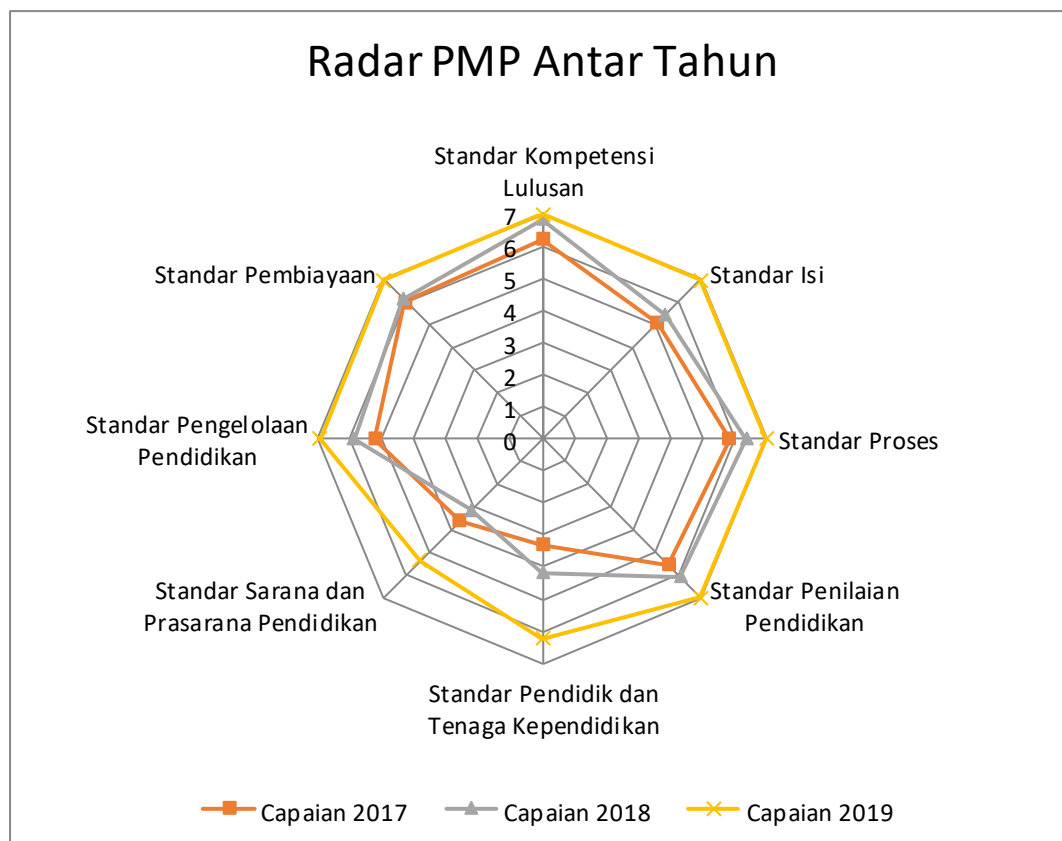 Radar PMP Antar Tahun
Standar Kompetensi
Lulusan
7
6
5
4
3
2
1
0
Standar Pembiayaan
Standar Isi
Standar Pengelolaan
Pendidikan
Standar Proses
Standar Sarana dan
Prasarana Pendidikan
Standar Penilaian
Pendidikan
Standar Pendidik dan
Tenaga Kependidikan
Capaian 2017
Capaian 2018
Capaian 2019